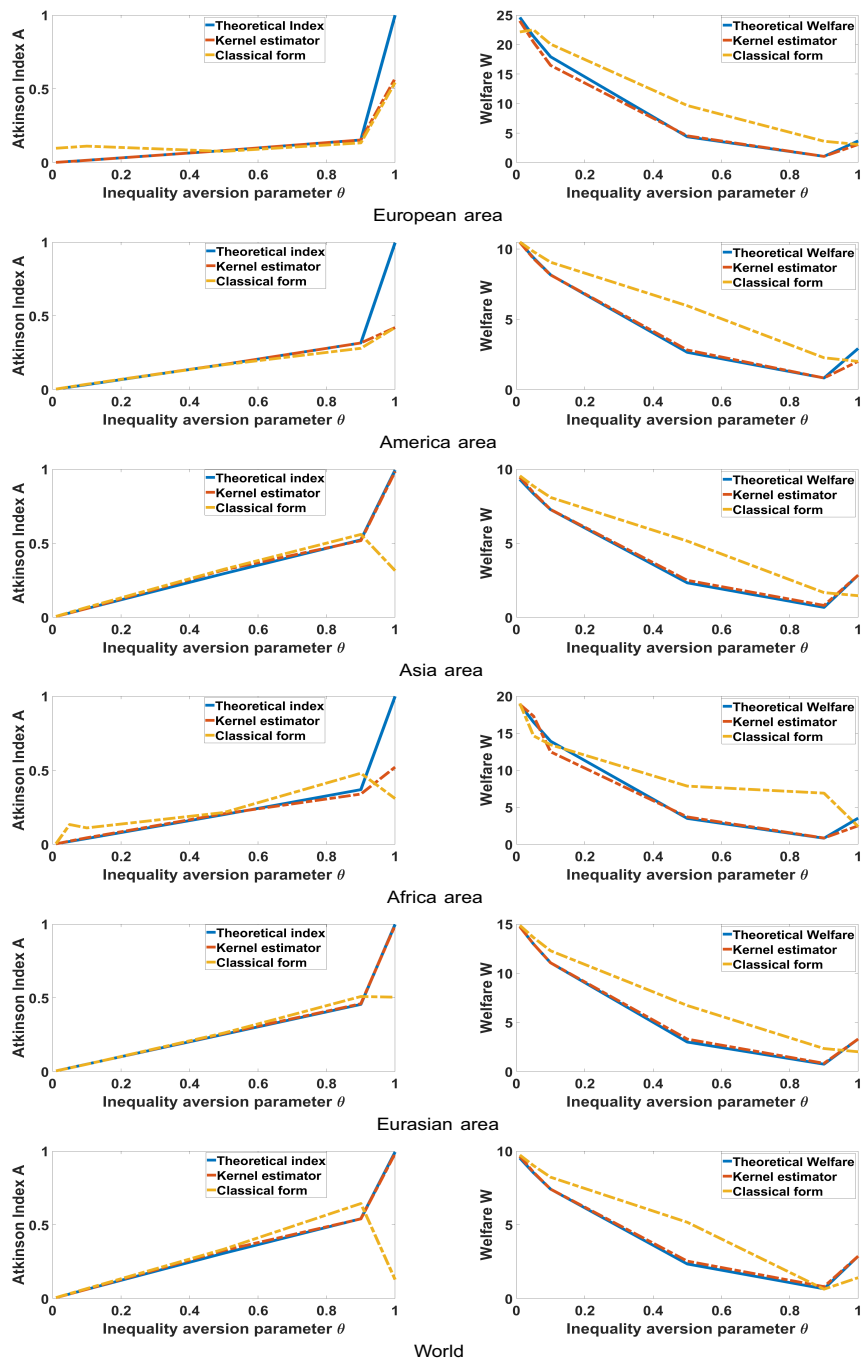 Atkinson Index A
1
0.5
0
Theoretical Index
Kernel estimator
Classical form
0 0.2 0.4 0.6 0.8 1
Inequality aversion parameter θ
Welfare W
25
20
15
10
5
0
Theoretical Welfare
Kernel estimator
Classical form
0 0.2 0.4 0.6 0.8 1
Inequality aversion parameter θ
European area
Atkinson Index A
1
0.5
0
Theoretical index
Kernel estimator
Classical form
0 0.2 0.4 0.6 0.8 1
Inequality aversion parameter θ
Welfare W
10
5
0
Theoretical Welfare
Kernel estimator
Classical form
0 0.2 0.4 0.6 0.8 1
Inequality aversion parameter θ
America area
Atkinson Index A
1
0.5
0
Theoretical index
Kernel estimator
Classical form
0 0.2 0.4 0.6 0.8 1
Inequality aversion parameter θ
Welfare W
10
5
0
Theoretical Welfare
Kernel estimator
Classical form
0 0.2 0.4 0.6 0.8 1
Inequality aversion parameter θ
Asia area
Atkinson Index A
1
0.5
0
Theoretical index
Kernel estimator
Classical form
0 0.2 0.4 0.6 0.8 1
Inequality aversion parameter θ
Welfare W
20
15
10
5
0
Theoretical Welfare
Kernel estimator
Classical form
0 0.2 0.4 0.6 0.8 1
Inequality aversion parameter θ
Africa area
Atkinson Index A
1
0.5
0
Theoretical index
Kernel estimator
Classical form
0 0.2 0.4 0.6 0.8 1
Inequality aversion parameter θ
Welfare W
15
10
5
0
Theoretical Welfare
Kernel estimator
Classical form
0 0.2 0.4 0.6 0.8 1
Inequality aversion parameter θ
Eurasian area
Atkinson Index A
1
0.5
0
Theoretical index
Kernel estimator
Classical form
0 0.2 0.4 0.6 0.8 1
Inequality aversion parameter θ
Welfare W
10
5
0
Theoretical Welfare
Kernel estimator
Classical form
0 0.2 0.4 0.6 0.8 1
Inequality aversion parameter θ
World